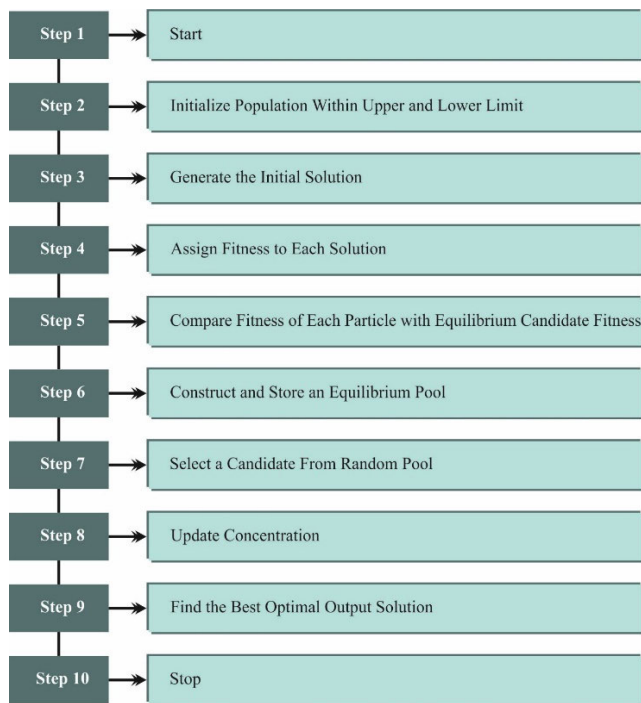 Step 1
Start
Step 2
Initialize Population Within Upper and Lower Limit
Step 3
Generate the Initial Solution
Step 4
Assign Fitness to Each Solution
Step 5
Compare Fitness of Each Particle with Equilibrium Candidate Fitness
Step 6
Construct and Store an Equilibrium Pool
Step 7
Select a Candidate From Random Pool
Step 8
Update Concentration
Step 9
Find the Best Optimal Output Solution
Step 10
Stop